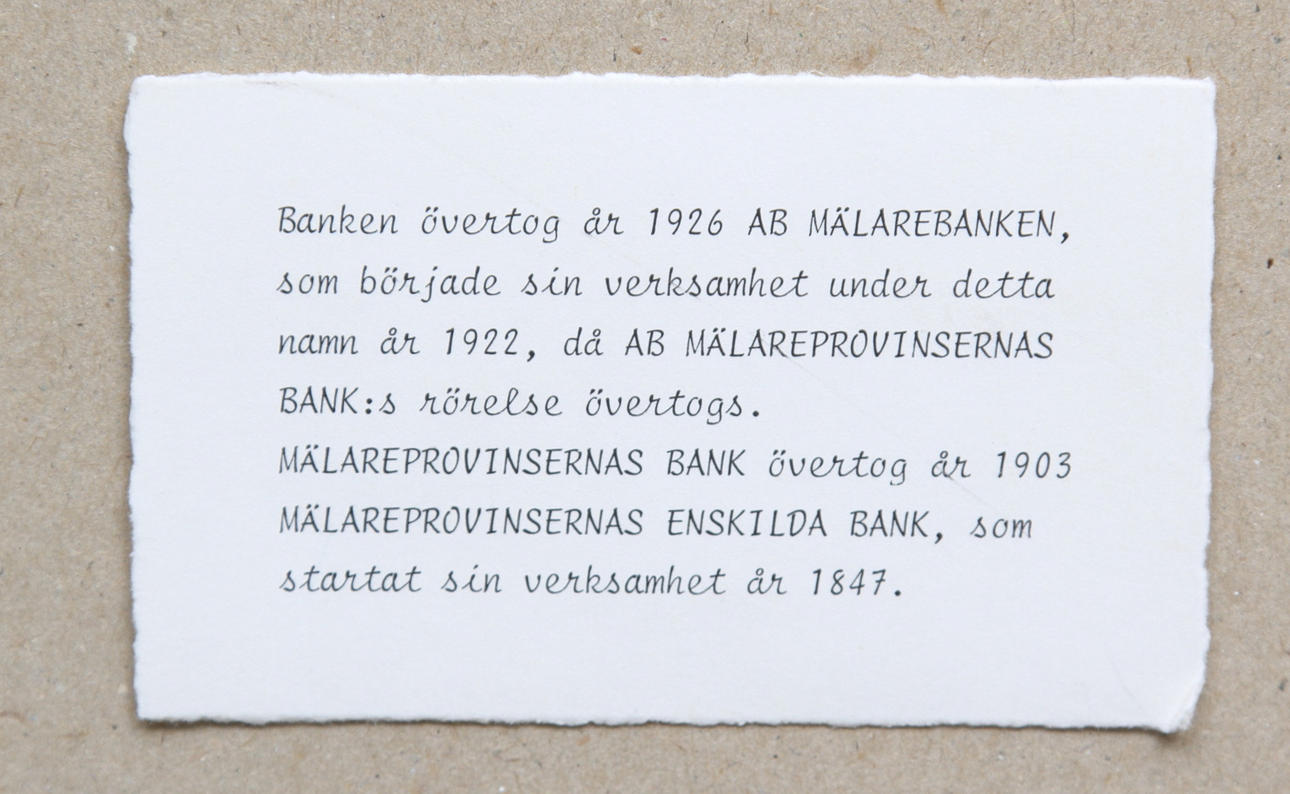 Banken övertog år 1926 AB MÄLAREBANKEN,
som började sin verksamhet under detta
namn år 1922, då AB MÄLAREPROVINSERNAS
BANK:s rörelse övertogs.
MÄLAREPROVINSERNAS BANK övertog år 1903
MÄLAREPROVINSERNAS ENSKILDA BANK, som
startat sin verksamhet år 1847.